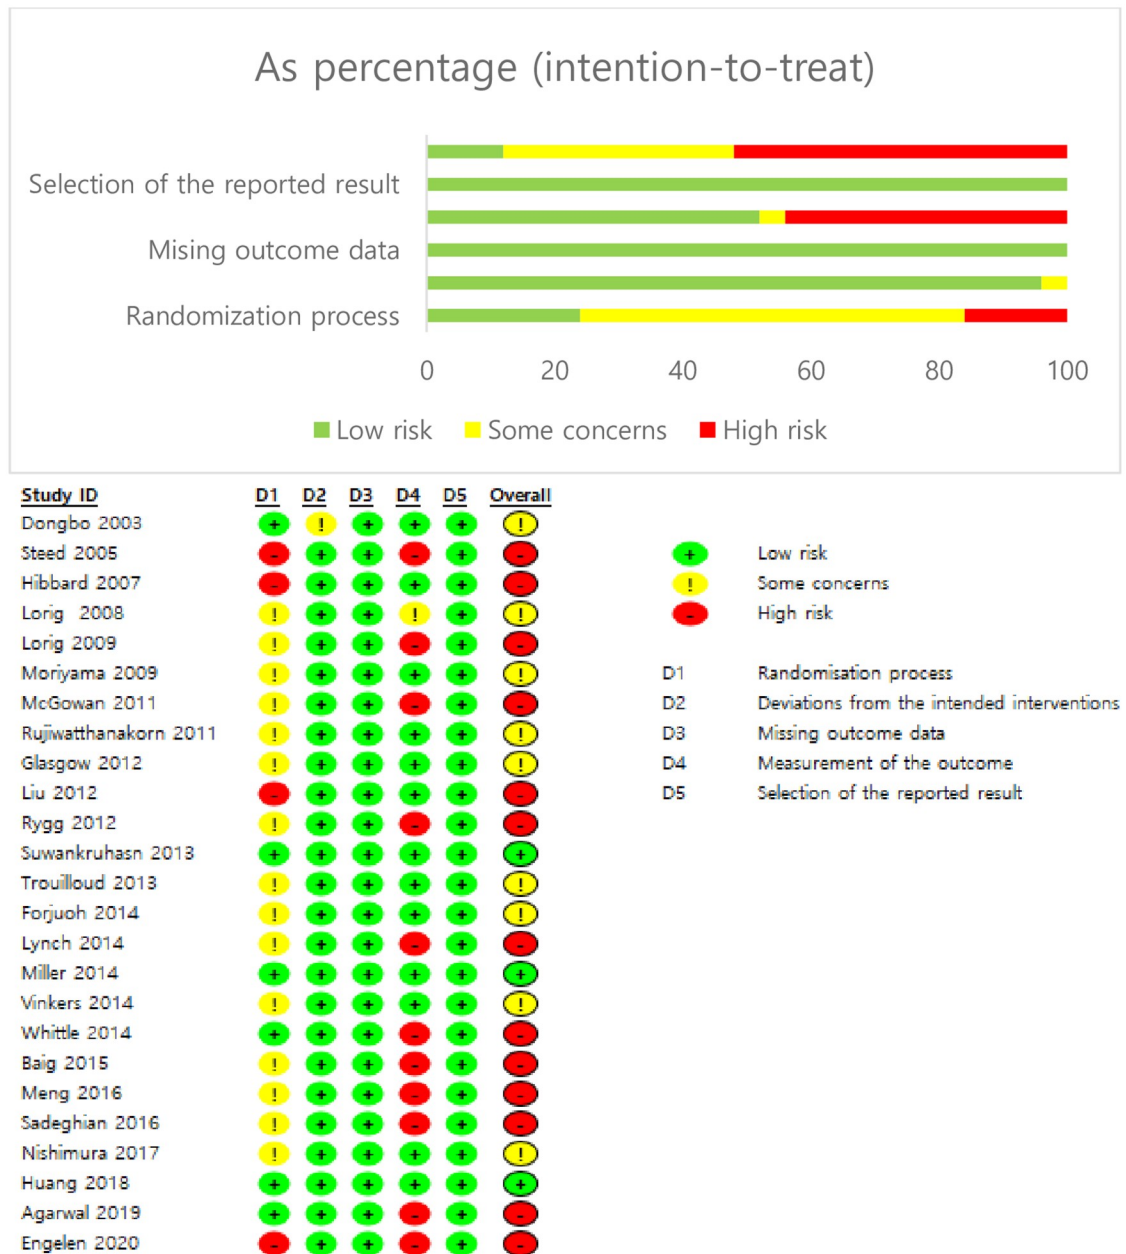 As percentage (intention-to-treat)
Selection of the reported result
Mising outcome data
Randomization process
0 20 40 60 80 100
Low risk Some concerns High risk
Study ID D1 D2 D3 D4 D5 Overall
Dongbo 2003 + ! + + + !
Steed 2005 - + + - + -
Hibbard 2007 - + + + + -
Lorig 2008 ! + + ! + !
Lorig 2009 ! + + - + -
Moriyama 2009 ! + + + + !
McGowan 2011 ! + + - + -
Rujiwatthanakorn 2011 ! + + + + !
Glasgow 2012 ! + + + + !
Liu 2012 - + + + + -
Rygg 2012 ! + + - + -
Suwankruhasn 2013 + + + + + +
Trouilloud 2013 ! + + + + !
Forjuoh 2014 ! + + + + !
Lynch 2014 ! + + - + -
Miller 2014 + + + + + +
Vinkers 2014 ! + + + + !
Whittle 2014 + + + - + -
Baig 2015 ! + + - + -
Meng 2016 ! + + - + -
Sadeghian 2016 ! + + - + -
Nishimura 2017 ! + + + + !
Huang 2018 + + + + + +
Agarwal 2019 + + + - + -
Engelen 2020 - + + - + -
+ Low risk
! Some concerns
- High risk
D1 Randomisation process
D2 Deviations from the intended interventions
D3 Missing outcome data
D4 Measurement of the outcome
D5 Selection of the reported result